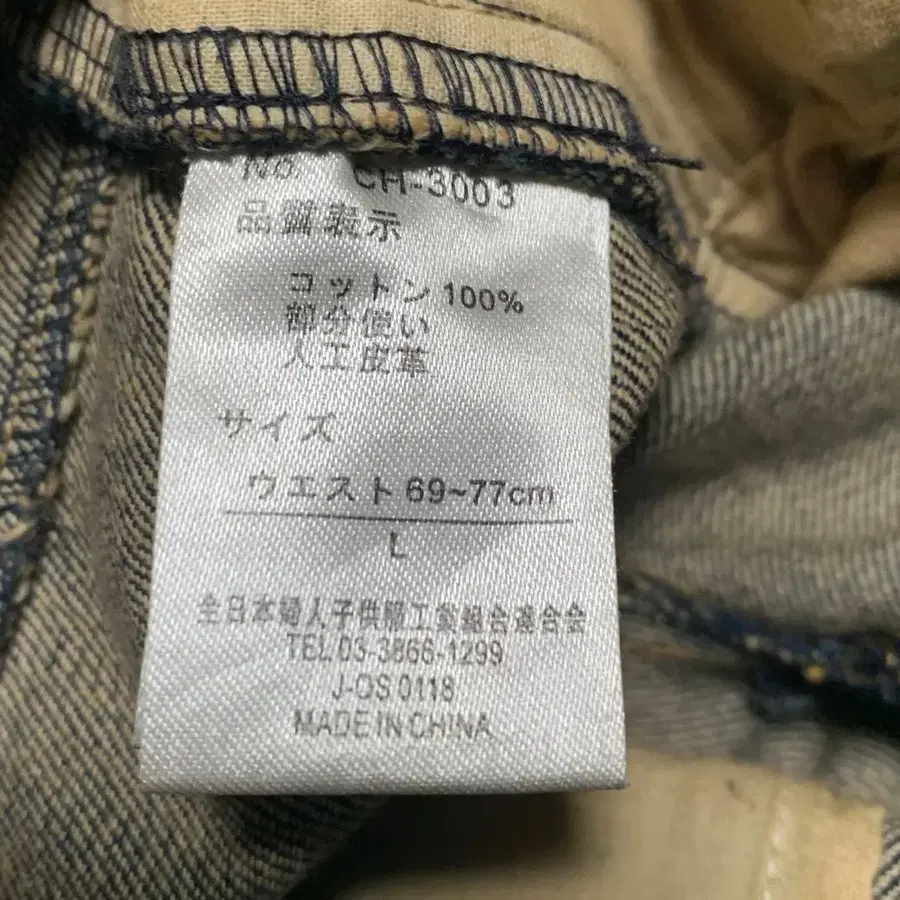 No. CH-3003
品質表示
コットン 100%
部分使い
人工皮革
サイズ
ウエスト 69~77cm
L
全日本婦人子供服工業組合連合会
TEL 03-3866-1299
J-OS 0118
MADE IN CHINA